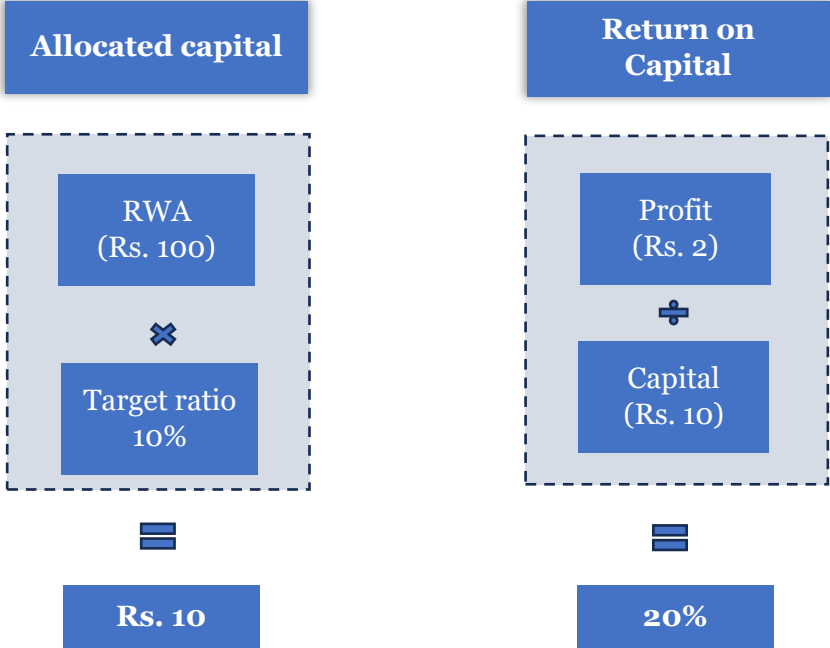 Allocated capital
RWA
(Rs. 100)
Target ratio
10%
Rs. 10
Return on
Capital
Profit
(Rs. 2)
Capital
(Rs. 10)
20%